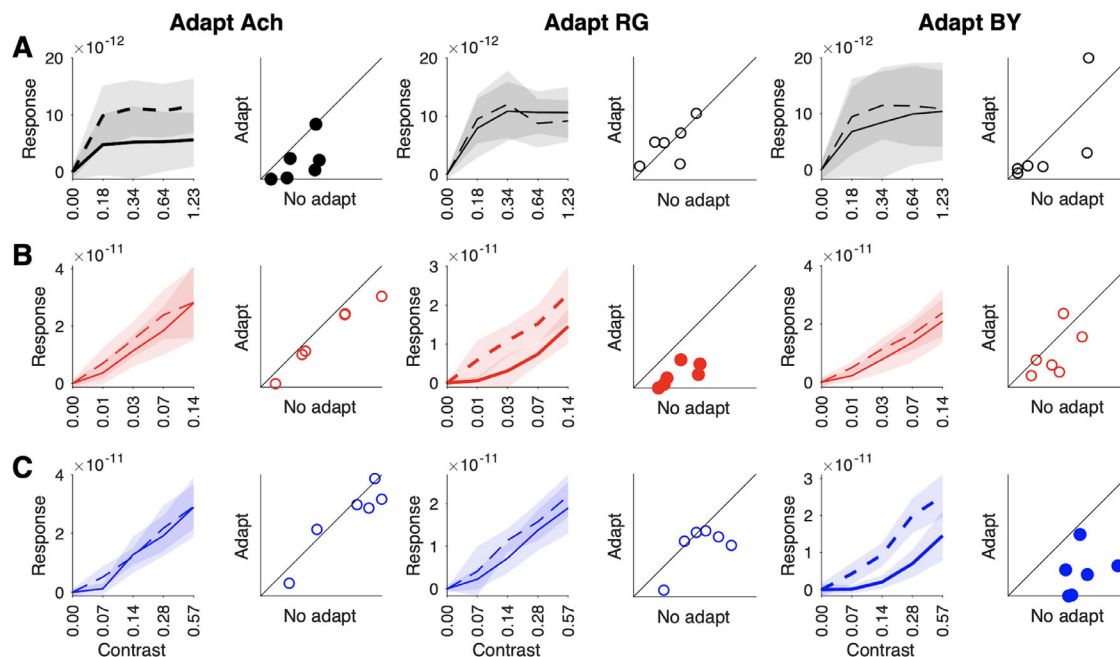 Adapt Ach Adapt RG Adapt BY
A
×10⁻¹² ×10⁻¹² ×10⁻¹²
20 20 20
Response Adapt Response Adapt Response Adapt
10 10 10
0 0 0
0.00 0.18 0.34 0.64 1.23 No adapt 0.00 0.18 0.34 0.64 1.23 No adapt 0.00 0.18 0.34 0.64 1.23 No adapt
B
×10⁻¹¹ ×10⁻¹¹ ×10⁻¹¹
4 3 4
Response Adapt Response Adapt Response Adapt
2 2 2
1
0 0 0
0.00 0.01 0.03 0.07 0.14 No adapt 0.00 0.01 0.03 0.07 0.14 No adapt 0.00 0.01 0.03 0.07 0.14 No adapt
C
×10⁻¹¹ ×10⁻¹¹ ×10⁻¹¹
4 2 3
Response Adapt Response Adapt Response Adapt
2 1 2
1
0 0 0
0.00 0.07 0.14 0.28 0.57 No adapt 0.00 0.07 0.14 0.28 0.57 No adapt 0.00 0.07 0.14 0.28 0.57 No adapt
Contrast Contrast Contrast